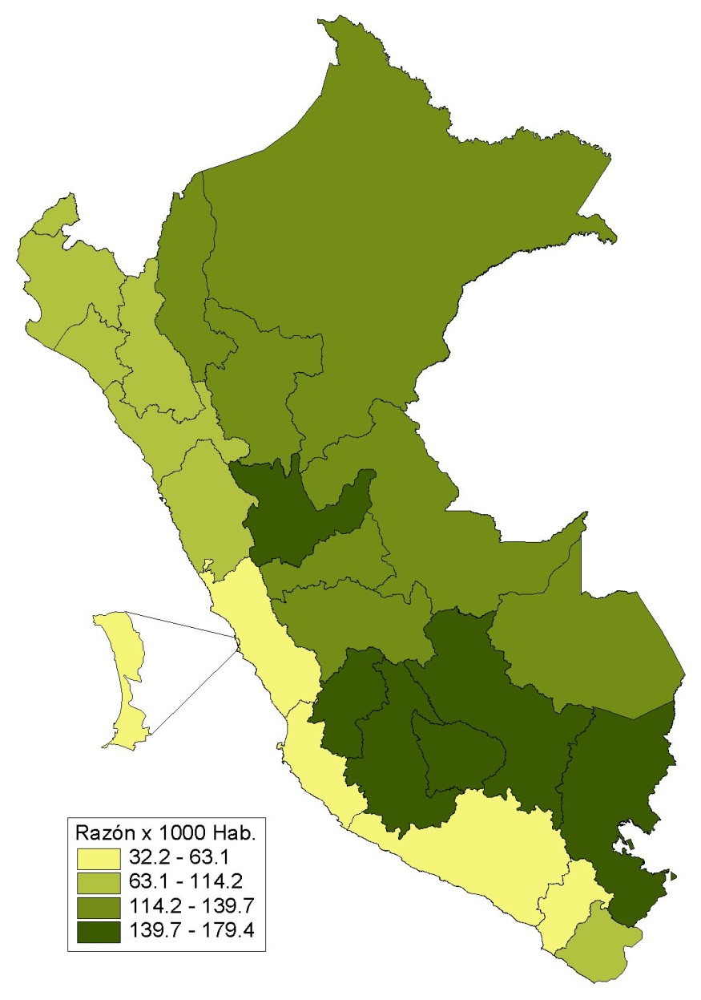 Razón x 1000 Hab.
32.2 - 63.1
63.1 - 114.2
114.2 - 139.7
139.7 - 179.4